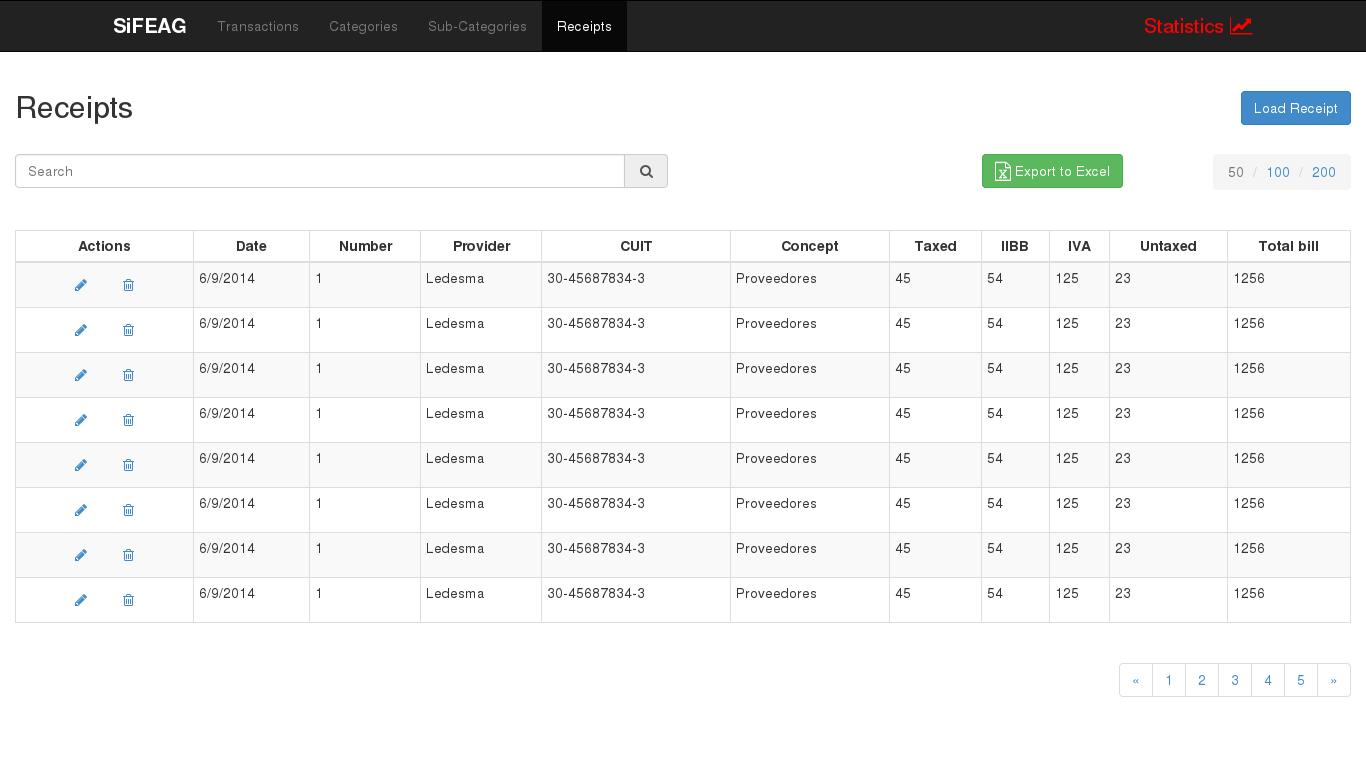 SiFEAG Transactions Categories Sub-Categories Receipts Statistics
Receipts Load Receipt
Search Export to Excel 50 / 100 / 200
Actions Date Number Provider CUIT Concept Taxed IIBB IVA Untaxed Total bill
6/9/2014 1 Ledesma 30-45687834-3 Proveedores 45 54 125 23 1256
6/9/2014 1 Ledesma 30-45687834-3 Proveedores 45 54 125 23 1256
6/9/2014 1 Ledesma 30-45687834-3 Proveedores 45 54 125 23 1256
6/9/2014 1 Ledesma 30-45687834-3 Proveedores 45 54 125 23 1256
6/9/2014 1 Ledesma 30-45687834-3 Proveedores 45 54 125 23 1256
6/9/2014 1 Ledesma 30-45687834-3 Proveedores 45 54 125 23 1256
6/9/2014 1 Ledesma 30-45687834-3 Proveedores 45 54 125 23 1256
6/9/2014 1 Ledesma 30-45687834-3 Proveedores 45 54 125 23 1256
« 1 2 3 4 5 »